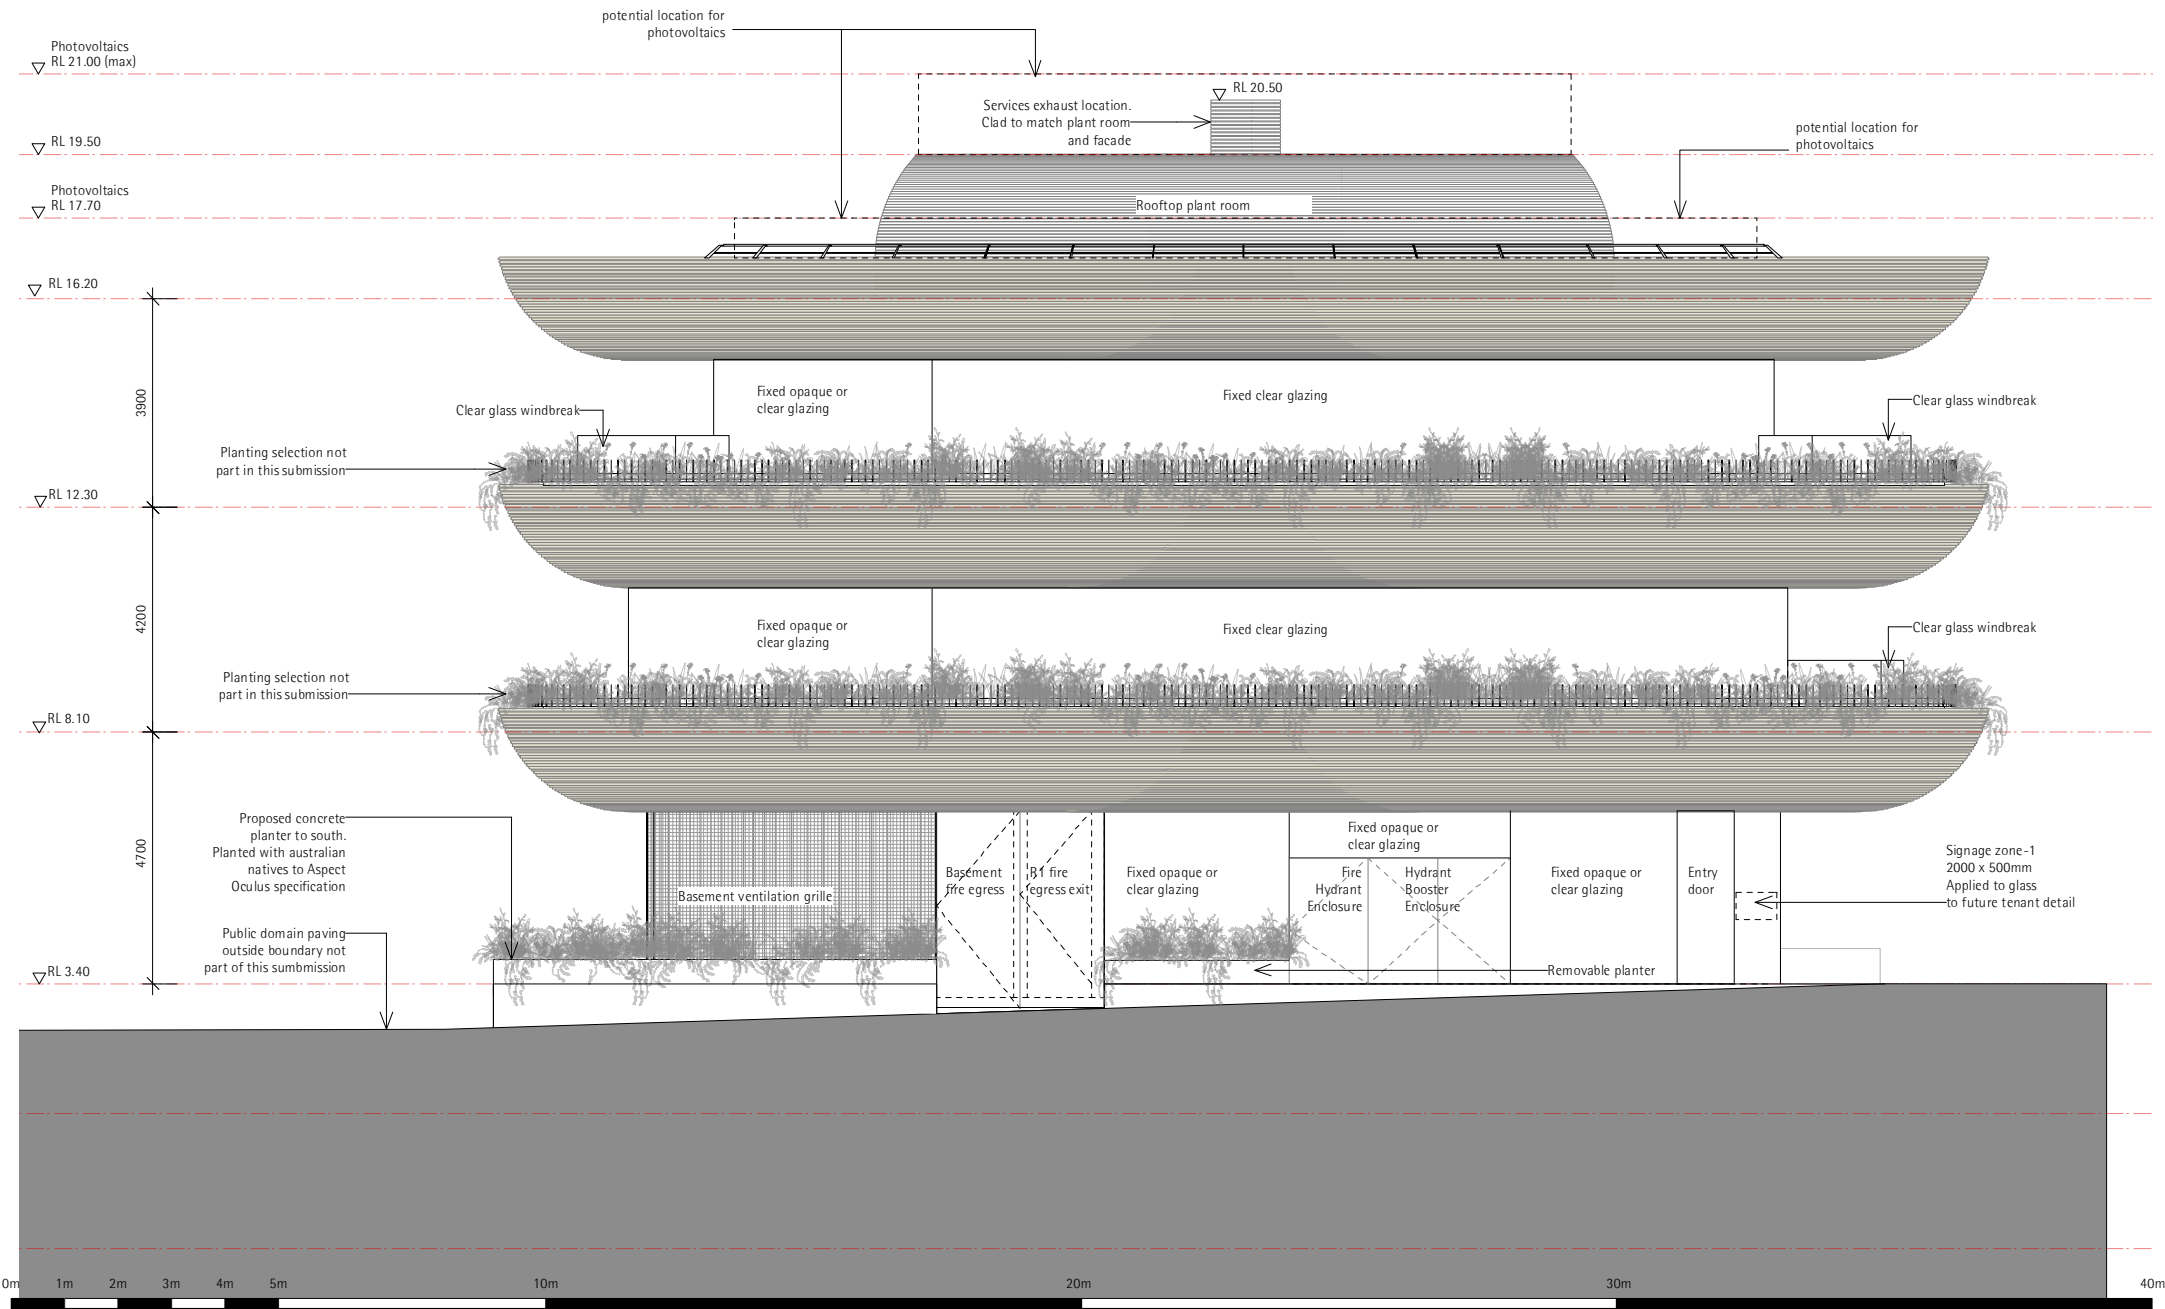 potential location for
photovoltaics
Photovoltaics
RL 21.00 (max)
RL 20.50
Services exhaust location.
Clad to match plant room
and facade
RL 19.50
potential location for
photovoltaics
Photovoltaics
RL 17.70
Rooftop plant room
RL 16.20
3900
Fixed opaque or
clear glazing
Fixed clear glazing
Clear glass windbreak
Clear glass windbreak
Planting selection not
part in this submission
RL 12.30
4200
Fixed opaque or
clear glazing
Fixed clear glazing
Clear glass windbreak
Planting selection not
part in this submission
RL 8.10
4700
Proposed concrete
planter to south.
Planted with australian
natives to Aspect
Oculus specification
Fixed opaque or
clear glazing
Basement ventilation grille
Basement
fire egress
R1 fire
egress exit
Fixed opaque or
clear glazing
Fire
Hydrant
Enclosure
Hydrant
Booster
Enclosure
Fixed opaque or
clear glazing
Entry
door
Signage zone-1
2000 x 500mm
Applied to glass
to future tenant detail
Public domain paving
outside boundary not
part of this sumbmission
RL 3.40
Removable planter
0m 1m 2m 3m 4m 5m 10m 20m 30m 40m